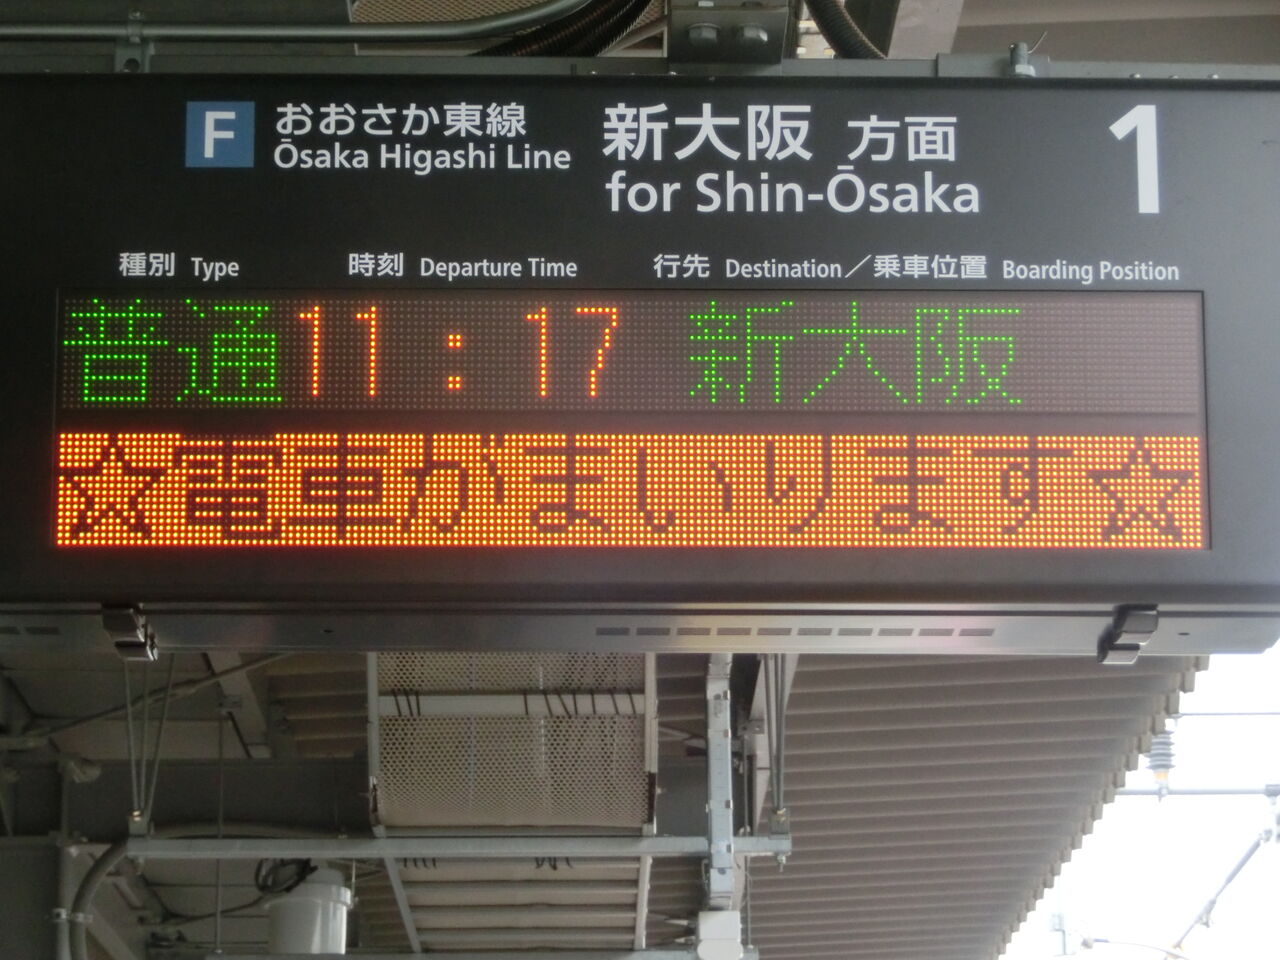 F おおさか東線 新大阪 方面 1
Ōsaka Higashi Line for Shin-Ōsaka
種別 Type 時刻 Departure Time 行先 Destination／乗車位置 Boarding Position
普通 11:17 新大阪
☆電車がまいります☆